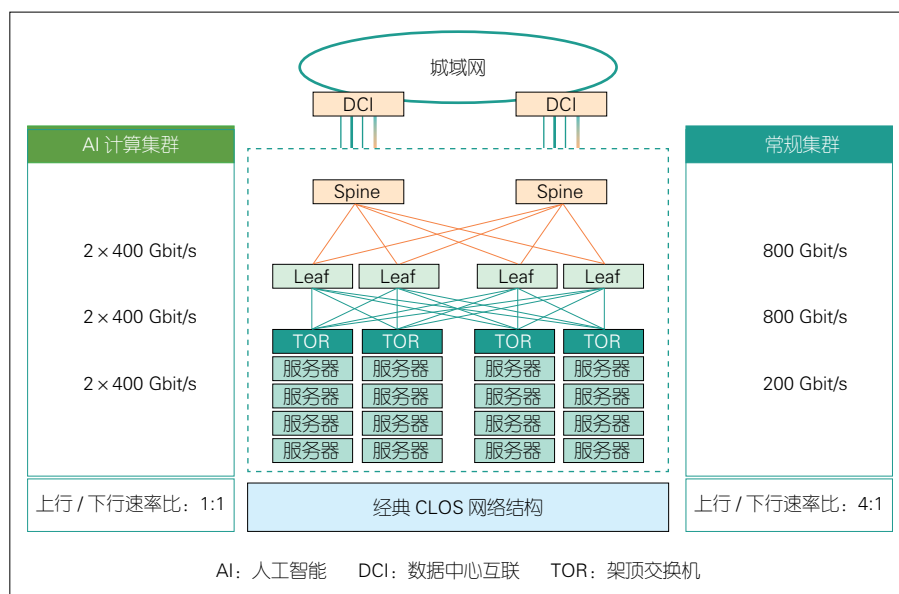 城域网
DCI DCI
AI 计算集群 常规集群
Spine Spine
2×400 Gbit/s 800 Gbit/s
Leaf Leaf Leaf Leaf
2×400 Gbit/s 800 Gbit/s
TOR TOR TOR TOR
服务器 服务器 服务器 服务器
2×400 Gbit/s 200 Gbit/s
服务器 服务器 服务器 服务器
服务器 服务器 服务器 服务器
服务器 服务器 服务器 服务器
上行/下行速率比：1:1 经典 CLOS 网络结构 上行/下行速率比：4:1
AI：人工智能 DCI：数据中心互联 TOR：架顶交换机